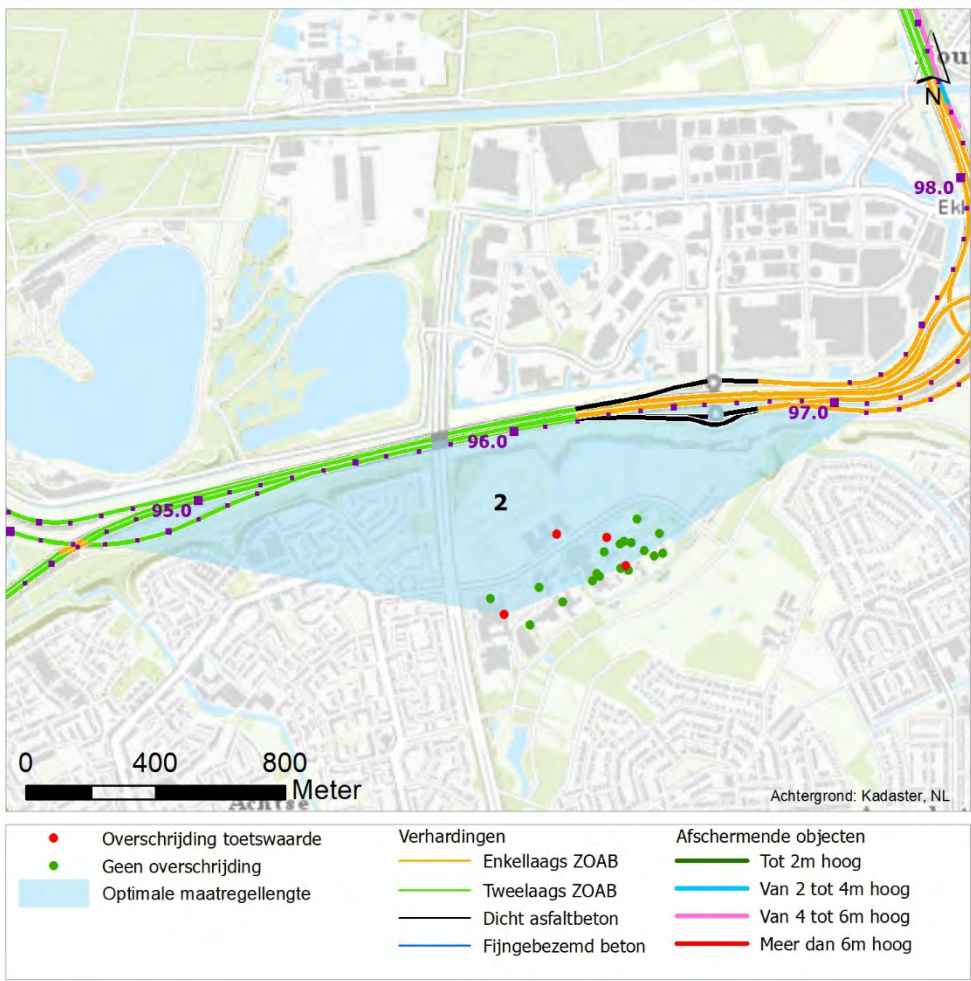 N
98.0
97.0
96.0
95.0
2
0 400 800
Meter
Achtse
Achtergrond: Kadaster, NL
Overschrijding toetswaarde
Geen overschrijding
Optimale maatregellengte
Verhardingen
Enkellaags ZOAB
Tweelaags ZOAB
Dicht asfaltbeton
Fijngebezemd beton
Afschermende objecten
Tot 2m hoog
Van 2 tot 4m hoog
Van 4 tot 6m hoog
Meer dan 6m hoog